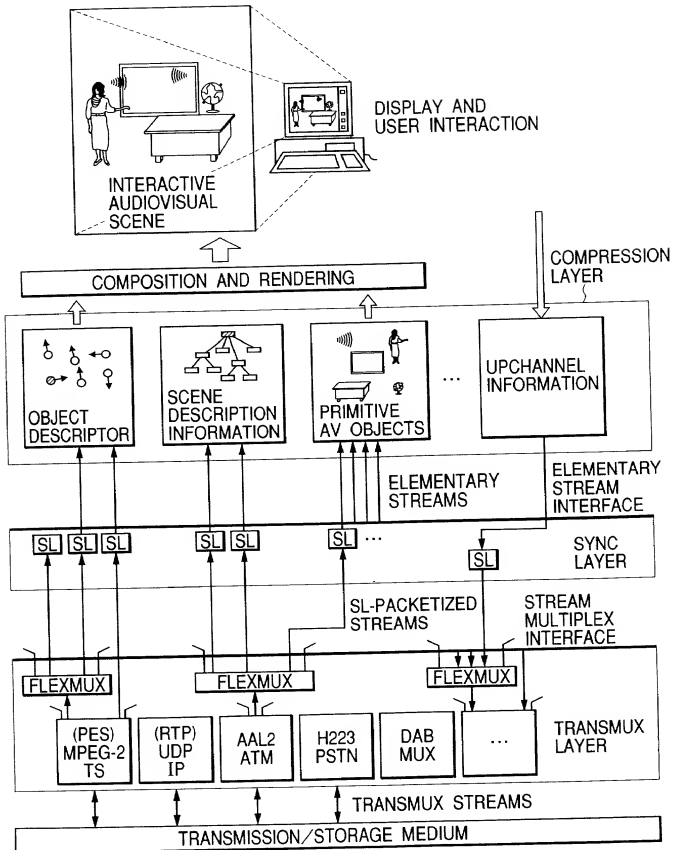 DISPLAY AND
USER INTERACTION
INTERACTIVE
AUDIOVISUAL
SCENE
COMPOSITION AND RENDERING
COMPRESSION
LAYER
OBJECT
DESCRIPTOR
SCENE
DESCRIPTION
INFORMATION
PRIMITIVE
AV OBJECTS
...
UPCHANNEL
INFORMATION
ELEMENTARY
STREAMS
ELEMENTARY
STREAM
INTERFACE
SL SL SL SL SL SL ... SL
SYNC
LAYER
SL-PACKETIZED
STREAMS
STREAM
MULTIPLEX
INTERFACE
FLEXMUX FLEXMUX FLEXMUX
(PES)
MPEG-2
TS
(RTP)
UDP
IP
AAL2
ATM
H223
PSTN
DAB
MUX
...
TRANSMUX
LAYER
TRANSMUX STREAMS
TRANSMISSION/STORAGE MEDIUM